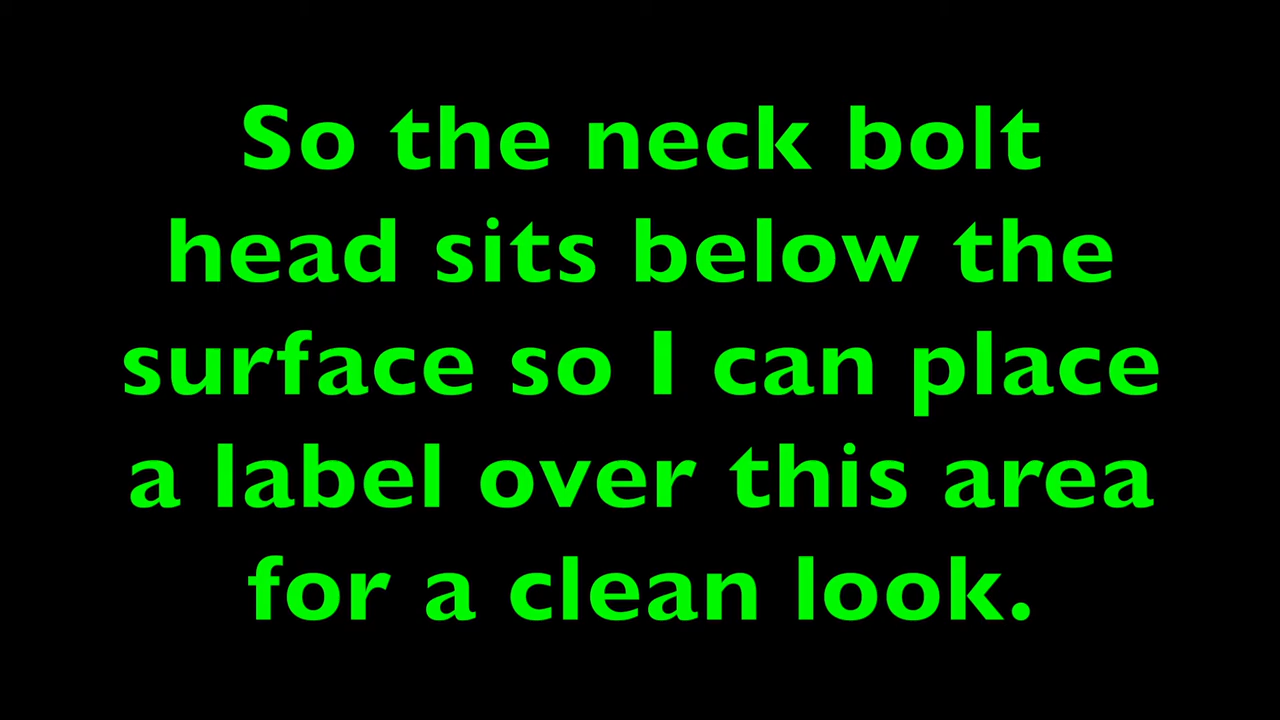 So the neck bolt
head sits below the
surface so I can place
a label over this area
for a clean look.